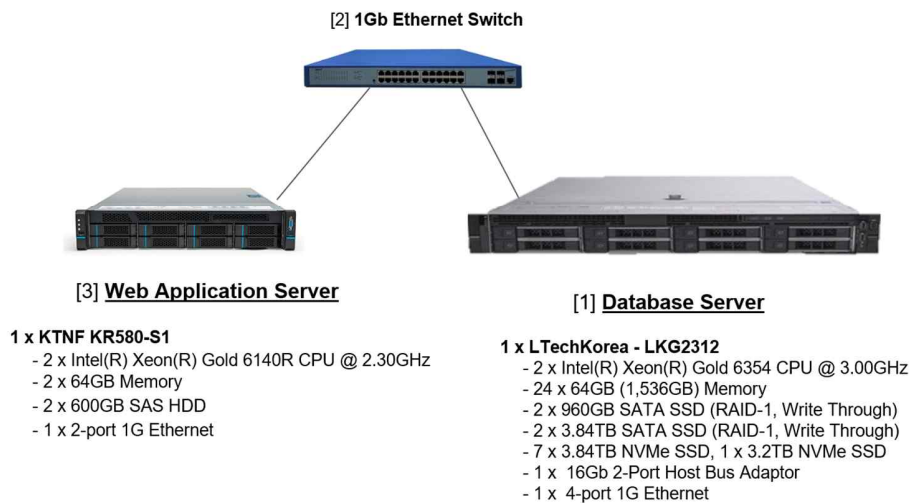 [2] 1Gb Ethernet Switch
[3] Web Application Server
1 x KTNF KR580-S1
- 2 x Intel(R) Xeon(R) Gold 6140R CPU @ 2.30GHz
- 2 x 64GB Memory
- 2 x 600GB SAS HDD
- 1 x 2-port 1G Ethernet
[1] Database Server
1 x LTechKorea - LKG2312
- 2 x Intel(R) Xeon(R) Gold 6354 CPU @ 3.00GHz
- 24 x 64GB (1,536GB) Memory
- 2 x 960GB SATA SSD (RAID-1, Write Through)
- 2 x 3.84TB SATA SSD (RAID-1, Write Through)
- 7 x 3.84TB NVMe SSD, 1 x 3.2TB NVMe SSD
- 1 x 16Gb 2-Port Host Bus Adaptor
- 1 x 4-port 1G Ethernet